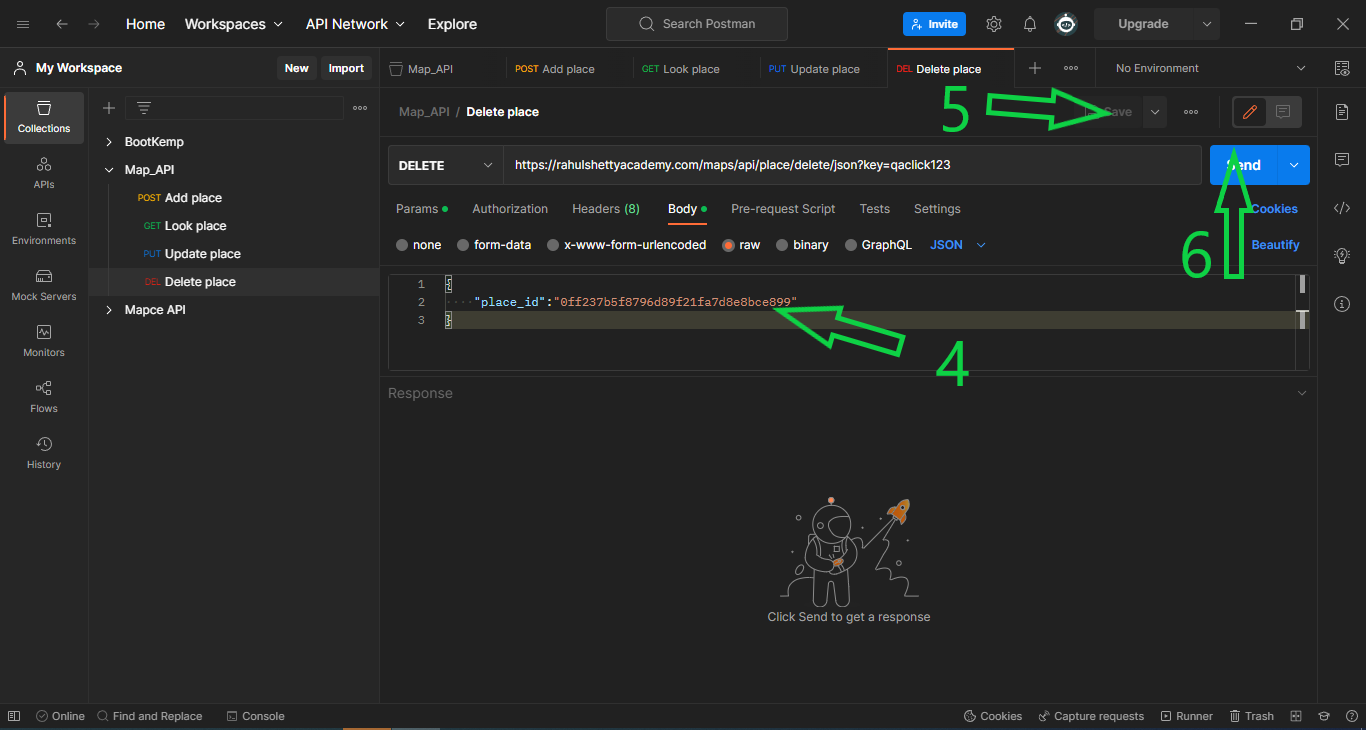 Home Workspaces API Network Explore Search Postman Invite Upgrade
My Workspace New Import Map_API POST Add place GET Look place PUT Update place DEL Delete place No Environment
Collections
APIs
Environments
Mock Servers
Monitors
Flows
History
BootKemp
Map_API
POST Add place
GET Look place
PUT Update place
DEL Delete place
Mapce API
Map_API / Delete place
5
Save
DELETE https://rahulshettyacademy.com/maps/api/place/delete/json?key=qaclick123 Send
Params Authorization Headers (8) Body Pre-request Script Tests Settings Cookies
none form-data x-www-form-urlencoded raw binary GraphQL JSON Beautify
6
1 {
2 "place_id":"0ff237b5f8796d89f21fa7d8e8bce899"
3 }
4
Response
Click Send to get a response
Online Find and Replace Console Cookies Capture requests Runner Trash